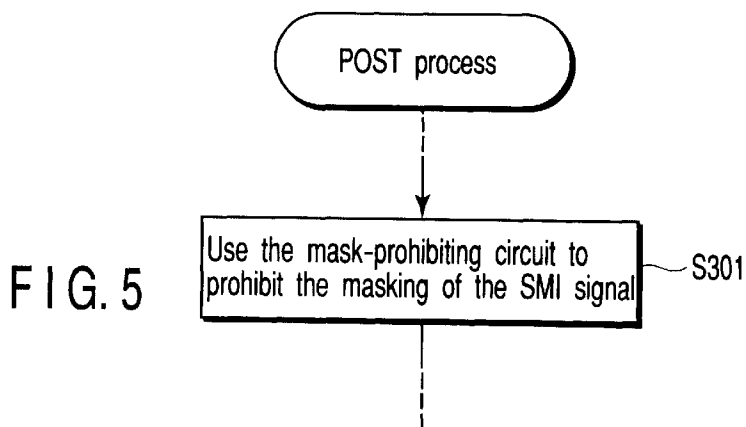 POST process
Use the mask-prohibiting circuit to
prohibit the masking of the SMI signal
S301
FIG. 5